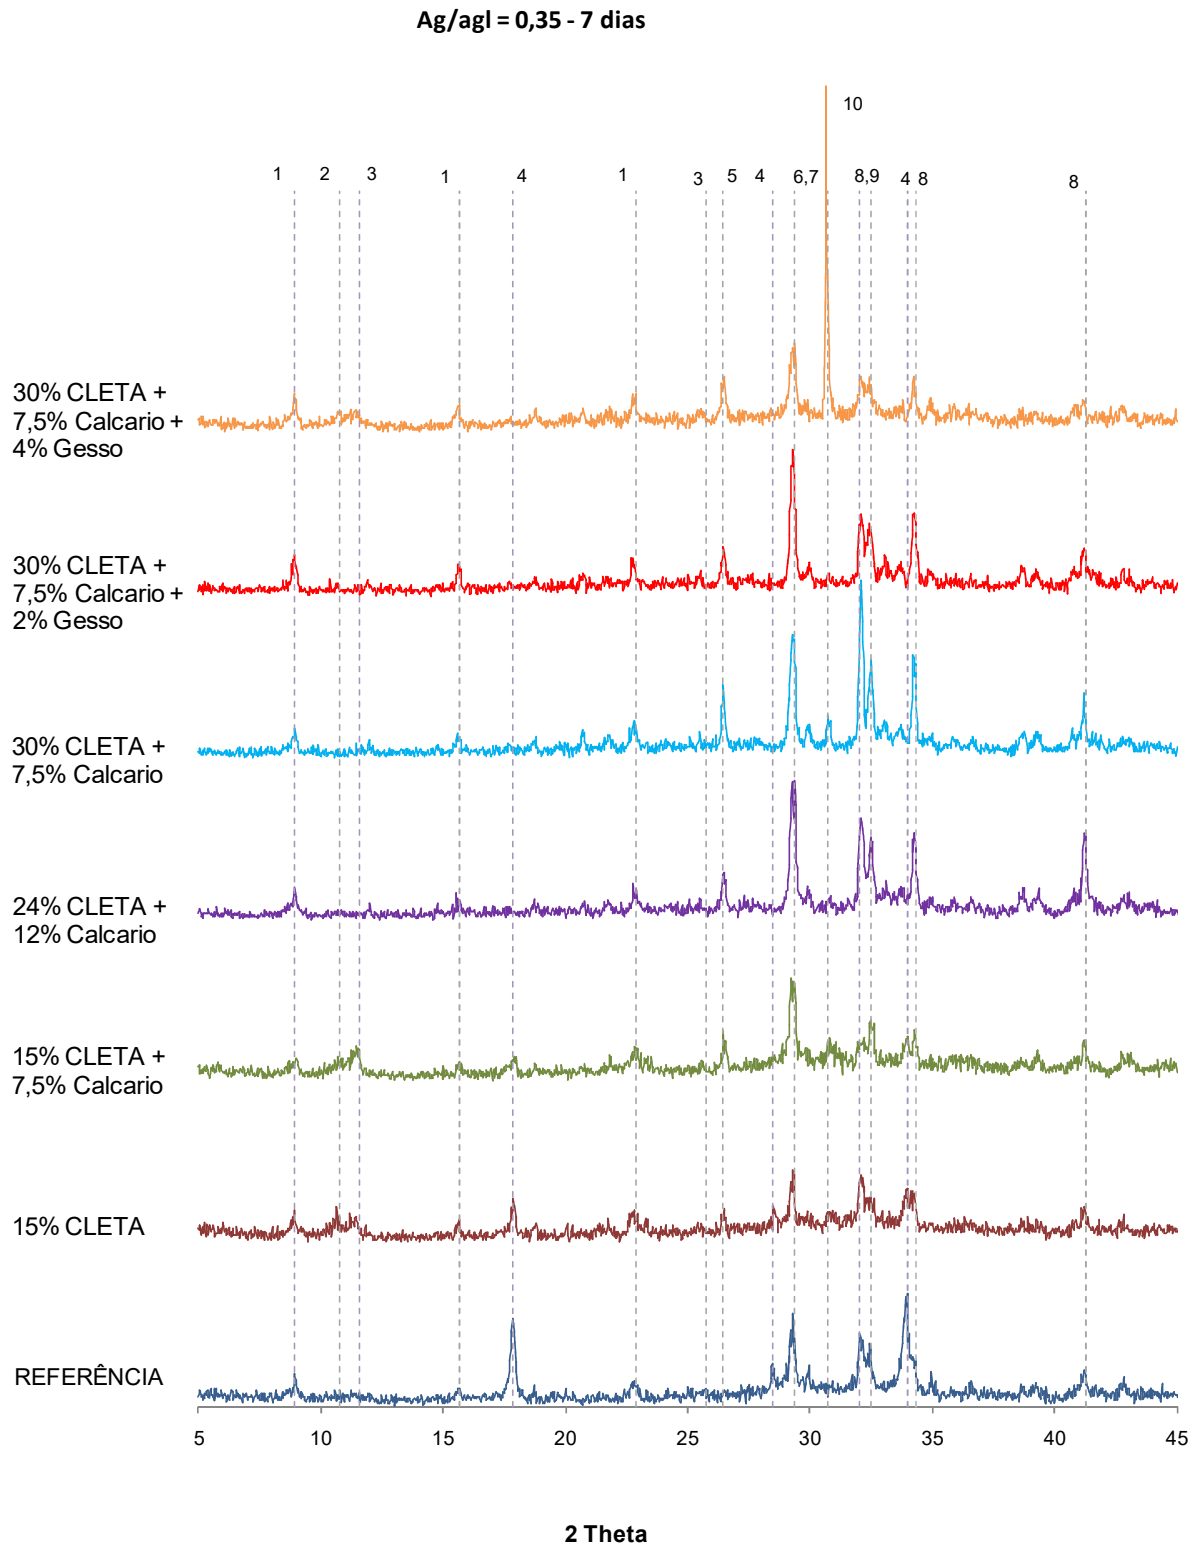 Ag/agl = 0,35 - 7 dias
10
1 2 3 1 4 1 3 5 4 6,7 8,9 4 8 8
30% CLETA +
7,5% Calcario +
4% Gesso
30% CLETA +
7,5% Calcario +
2% Gesso
30% CLETA +
7,5% Calcario
24% CLETA +
12% Calcario
15% CLETA +
7,5% Calcario
15% CLETA
REFERÊNCIA
5 10 15 20 25 30 35 40 45
2 Theta